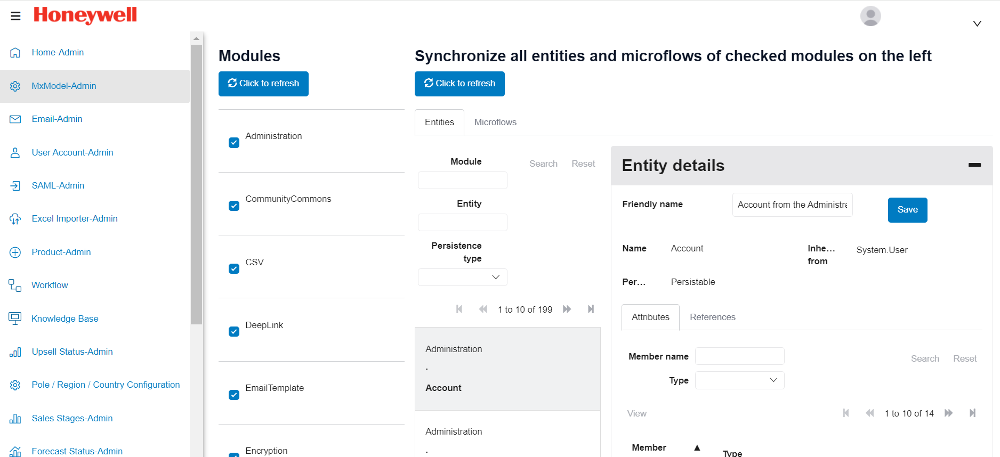 Honeywell
Home-Admin
MxModel-Admin
Email-Admin
User Account-Admin
SAML-Admin
Excel Importer-Admin
Product-Admin
Workflow
Knowledge Base
Upsell Status-Admin
Pole / Region / Country Configuration
Sales Stages-Admin
Forecast Status-Admin
Modules
Click to refresh
Administration
CommunityCommons
CSV
DeepLink
EmailTemplate
Encryption
Synchronize all entities and microflows of checked modules on the left
Click to refresh
Entities Microflows
Module
Search Reset
Entity
Persistence
type
1 to 10 of 199
Administration
.
Account
Administration
.
Entity details
Friendly name Account from the Administra Save
Name Account Inhe... System.User
from
Per... Persistable
Attributes References
Member name
Search Reset
Type
View 1 to 10 of 14
Member ▲ Type